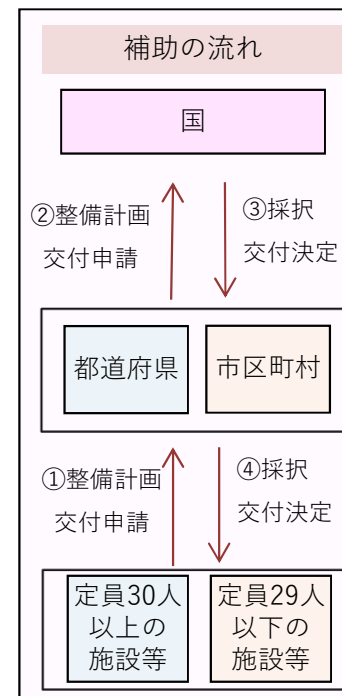 補助の流れ
国
②整備計画
交付申請
③採択
交付決定
都道府県
市区町村
①整備計画
交付申請
④採択
交付決定
定員30人
以上の
施設等
定員29人
以下の
施設等